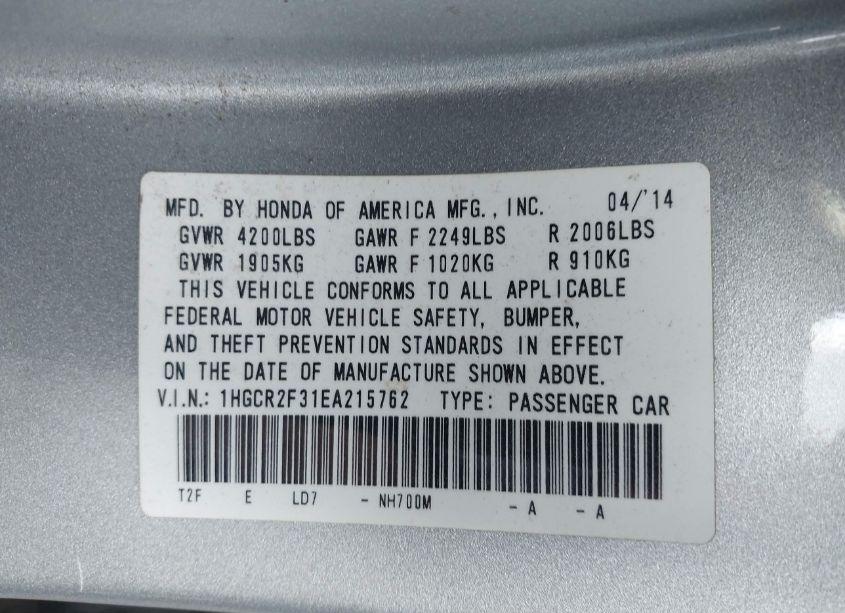 MFD. BY HONDA OF AMERICA MFG., INC. 04/'14
GVWR 4200LBS GAWR F 2249LBS R 2006LBS
GVWR 1905KG GAWR F 1020KG R 910KG
THIS VEHICLE CONFORMS TO ALL APPLICABLE
FEDERAL MOTOR VEHICLE SAFETY, BUMPER,
AND THEFT PREVENTION STANDARDS IN EFFECT
ON THE DATE OF MANUFACTURE SHOWN ABOVE.
V.I.N.: 1HGCR2F31EA215762 TYPE: PASSENGER CAR
T2F E LD7 - NH700M - A - A